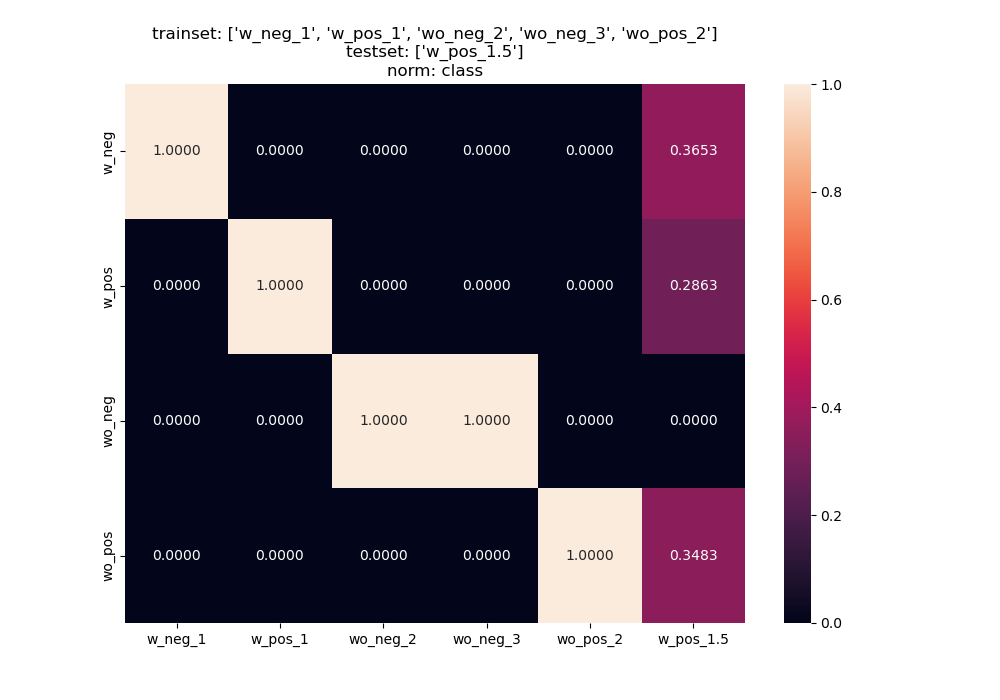 trainset: ['w_neg_1', 'w_pos_1', 'wo_neg_2', 'wo_neg_3', 'wo_pos_2']
testset: ['w_pos_1.5']
norm: class
w_neg 1.0000 0.0000 0.0000 0.0000 0.0000 0.3653
w_pos 0.0000 1.0000 0.0000 0.0000 0.0000 0.2863
wo_neg 0.0000 0.0000 1.0000 1.0000 0.0000 0.0000
wo_pos 0.0000 0.0000 0.0000 0.0000 1.0000 0.3483
w_neg_1 w_pos_1 wo_neg_2 wo_neg_3 wo_pos_2 w_pos_1.5
1.0
0.8
0.6
0.4
0.2
0.0